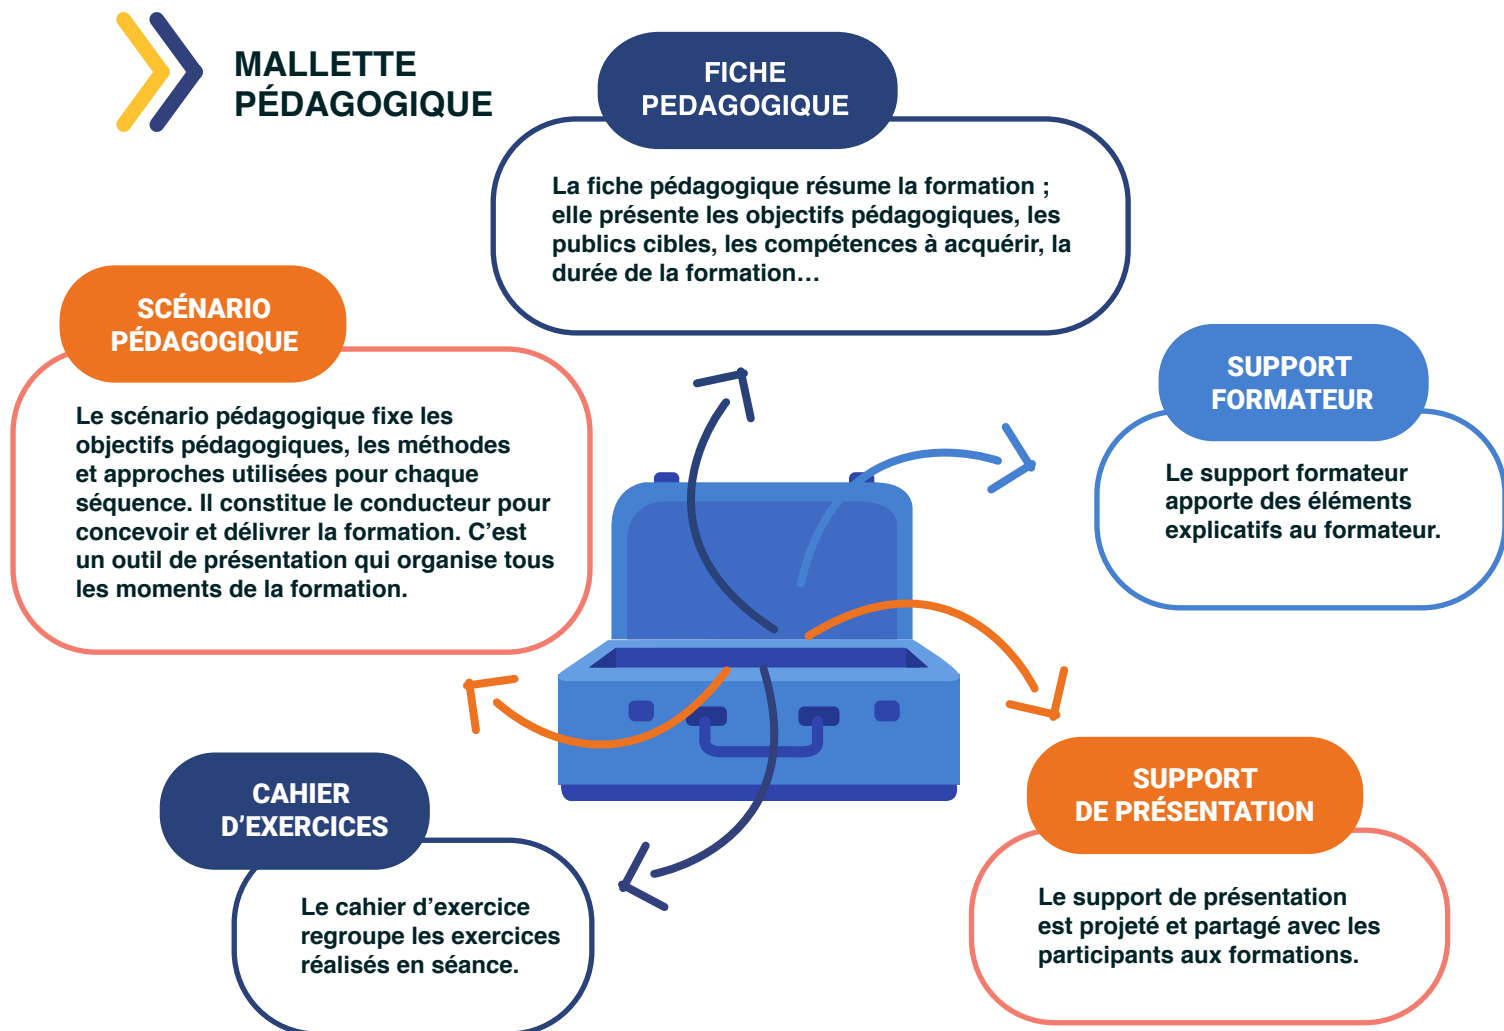 MALLETTE
PÉDAGOGIQUE
FICHE
PEDAGOGIQUE
La fiche pédagogique résume la formation ;
elle présente les objectifs pédagogiques, les
publics cibles, les compétences à acquérir, la
durée de la formation…
SCÉNARIO
PÉDAGOGIQUE
Le scénario pédagogique fixe les
objectifs pédagogiques, les méthodes
et approches utilisées pour chaque
séquence. Il constitue le conducteur pour
concevoir et délivrer la formation. C’est
un outil de présentation qui organise tous
les moments de la formation.
SUPPORT
FORMATEUR
Le support formateur
apporte des éléments
explicatifs au formateur.
CAHIER
D’EXERCICES
Le cahier d’exercice
regroupe les exercices
réalisés en séance.
SUPPORT
DE PRÉSENTATION
Le support de présentation
est projeté et partagé avec les
participants aux formations.